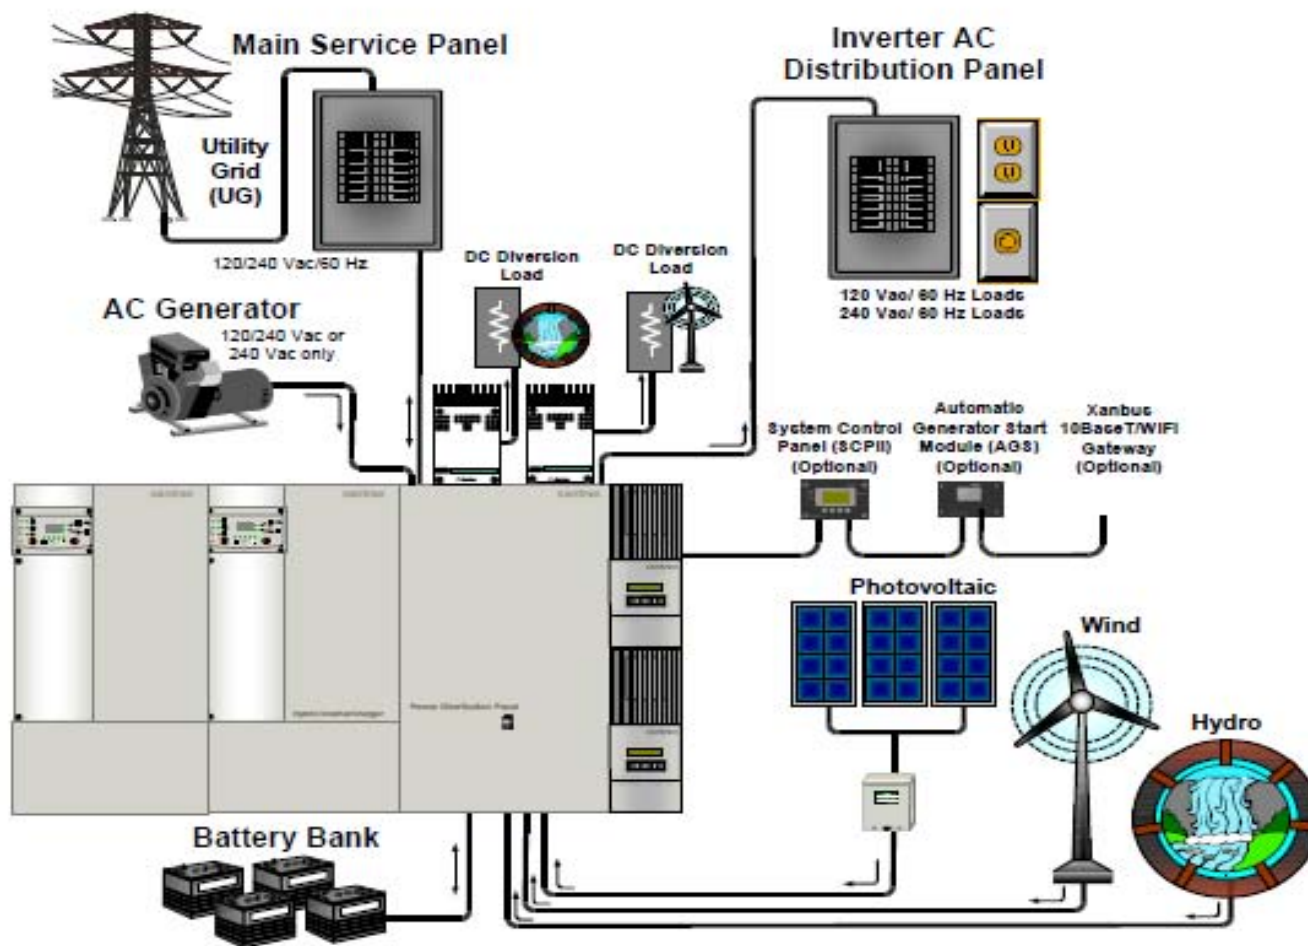 Main Service Panel
Inverter AC
Distribution Panel
Utility
Grid
(UG)
120/240 Vac/60 Hz
DC Diversion
Load
DC Diversion
Load
120 Vac/ 60 Hz Loads
240 Vac/ 60 Hz Loads
AC Generator
120/240 Vac or
240 Vac only
System Control
Panel (SCPII)
(Optional)
Automatic
Generator Start
Module (AGS)
(Optional)
Xanbus
10BaseT/WIFI
Gateway
(Optional)
Photovoltaic
Wind
Hydro
Power Distribution Panel
Battery Bank